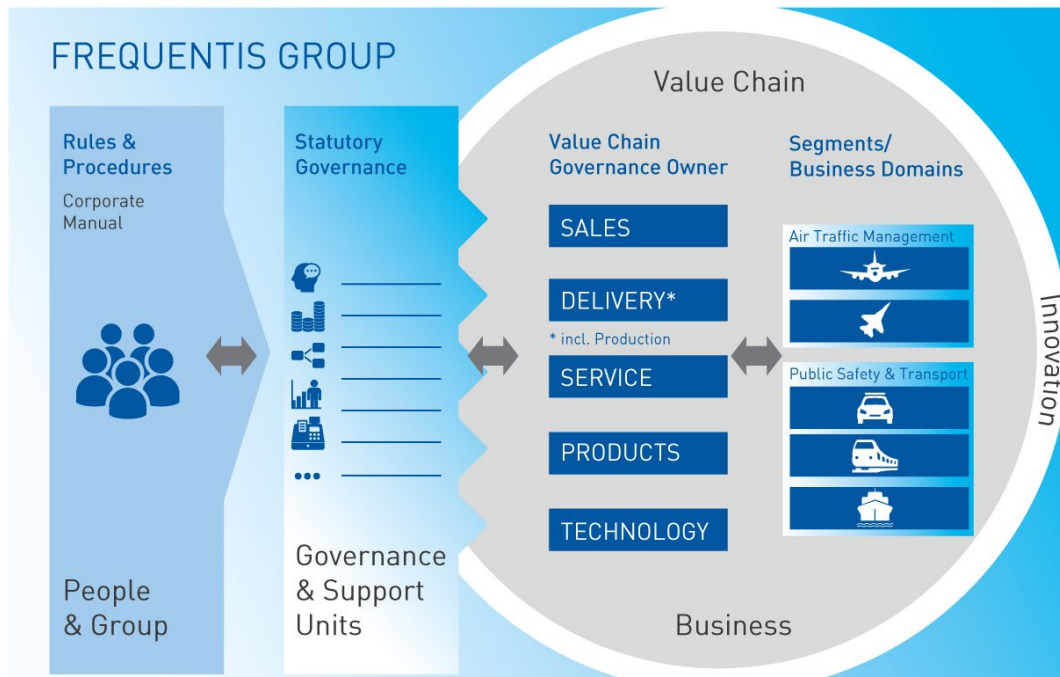 FREQUENTIS GROUP
Rules &
Procedures
Corporate
Manual
People
& Group
Statutory
Governance
Governance
& Support
Units
Value Chain
Value Chain
Governance Owner
SALES
DELIVERY*
* incl. Production
SERVICE
PRODUCTS
TECHNOLOGY
Segments/
Business Domains
Air Traffic Management
Public Safety & Transport
Business
Innovation